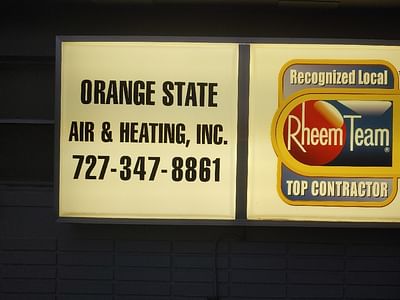 ORANGE STATE
AIR & HEATING, INC.
727-347-8861
Recognized Local
Rheem Team®
TOP CONTRACTOR